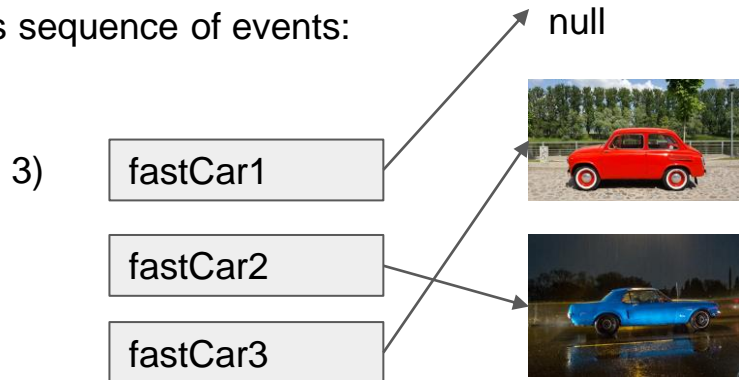 s sequence of events:
null
3)
fastCar1
fastCar2
fastCar3